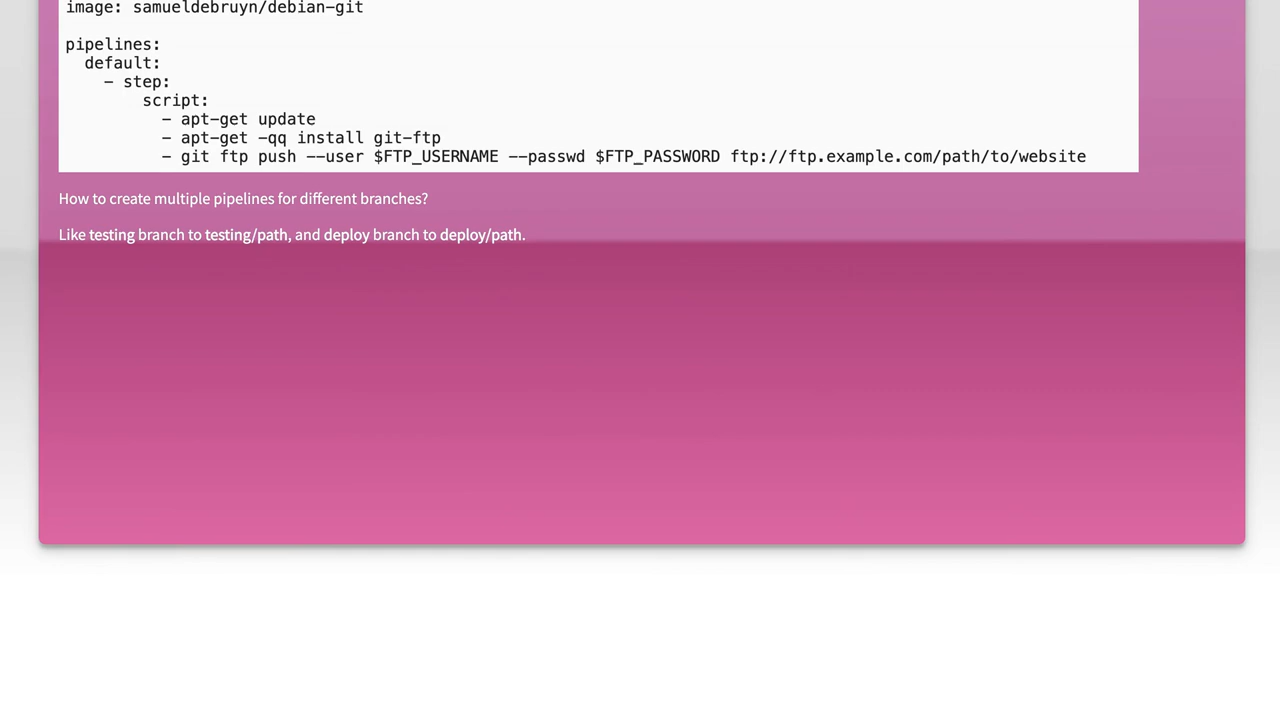 image: samueldebruyn/debian-git

pipelines:
  default:
    - step:
        script:
          - apt-get update
          - apt-get -qq install git-ftp
          - git ftp push --user $FTP_USERNAME --passwd $FTP_PASSWORD ftp://ftp.example.com/path/to/website
How to create multiple pipelines for different branches?
Like testing branch to testing/path, and deploy branch to deploy/path.